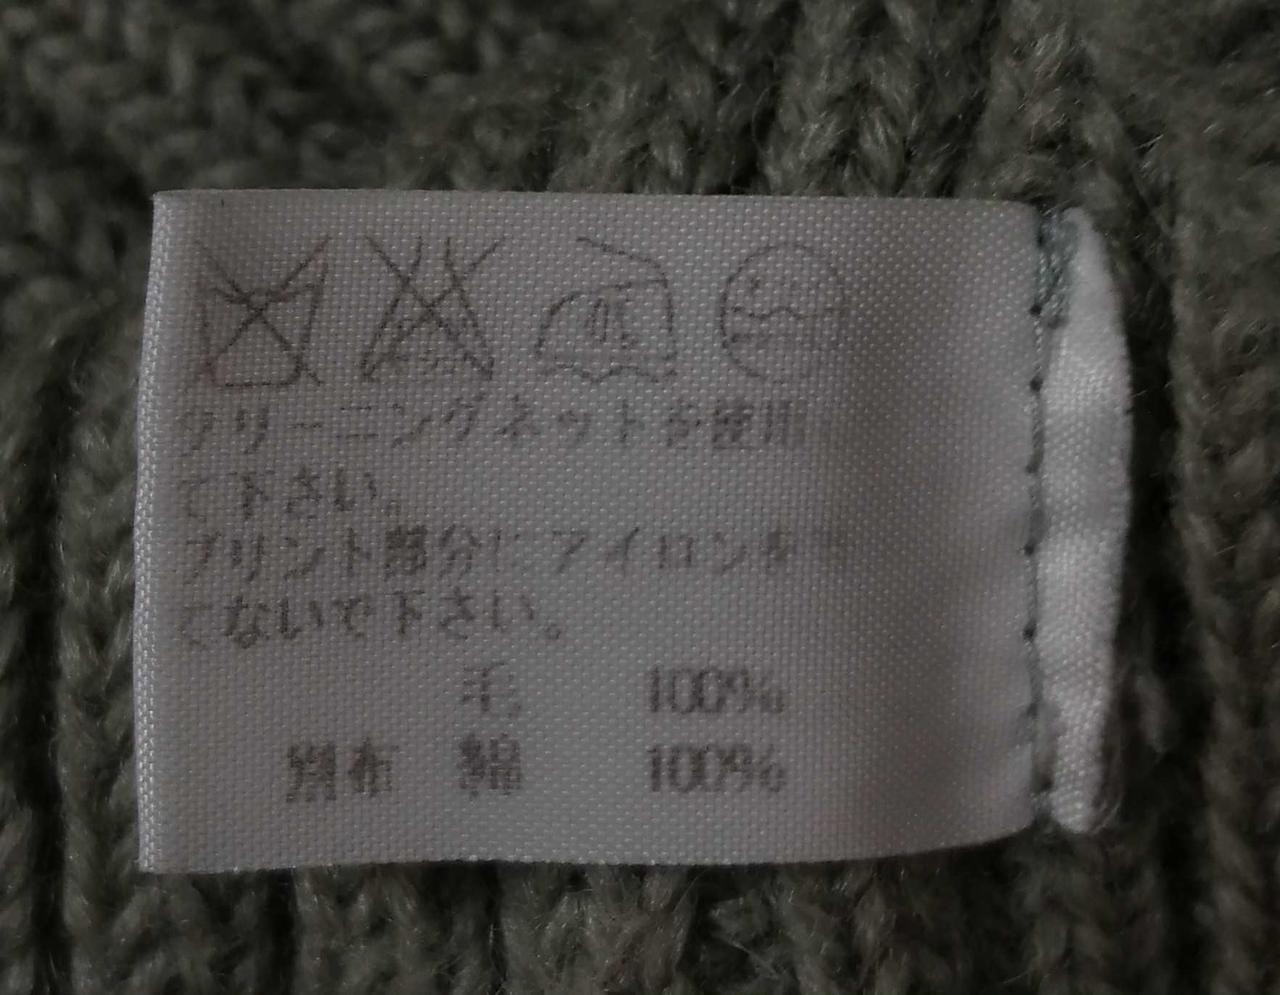 クリーニングネットを使用
て下さい。
プリント部分にアイロンを
てないで下さい。
毛 100%
別布 綿 100%